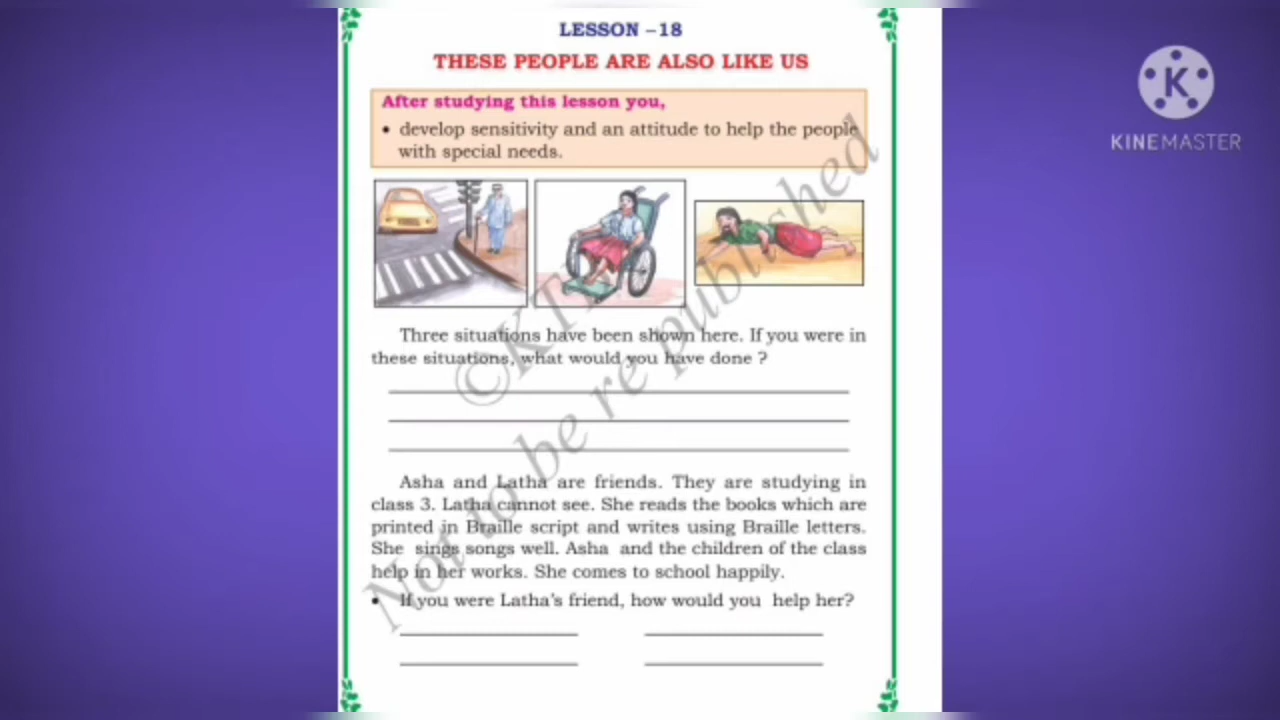 LESSON –18
THESE PEOPLE ARE ALSO LIKE US
After studying this lesson you,
• develop sensitivity and an attitude to help the people
with special needs.
KINEMASTER
Three situations have been shown here. If you were in
these situations, what would you have done ?
Asha and Latha are friends. They are studying in
class 3. Latha cannot see. She reads the books which are
printed in Braille script and writes using Braille letters.
She sings songs well. Asha and the children of the class
help in her works. She comes to school happily.
• If you were Latha's friend, how would you help her?
Not to be re published